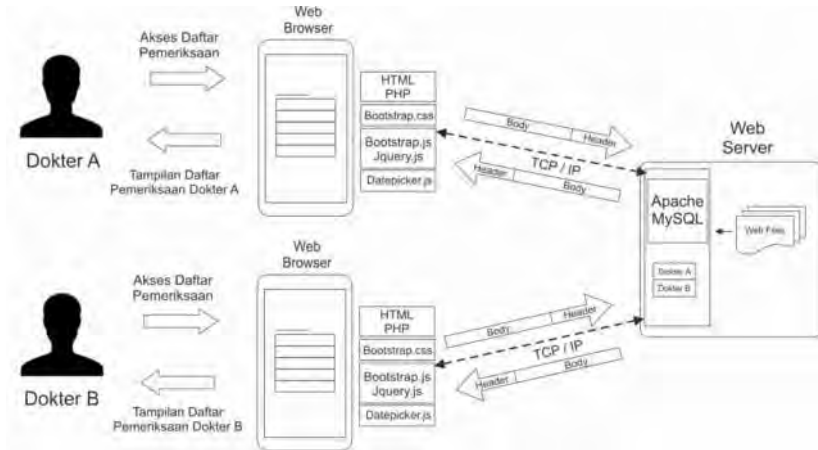 Web
Browser
Akses Daftar
Pemeriksaan
HTML
PHP
Bootstrap.css
Bootstrap.js
Jquery.js
Datepicker.js
Dokter A
Tampilan Daftar
Pemeriksaan Dokter A
Body
Header
TCP / IP
Header
Body
Web
Server
Apache
MySQL
Web Files
Dokter A
Dokter B
Web
Browser
Akses Daftar
Pemeriksaan
HTML
PHP
Bootstrap.css
Bootstrap.js
Jquery.js
Datepicker.js
Dokter B
Tampilan Daftar
Pemeriksaan Dokter B
Body
Header
TCP / IP
Header
Body